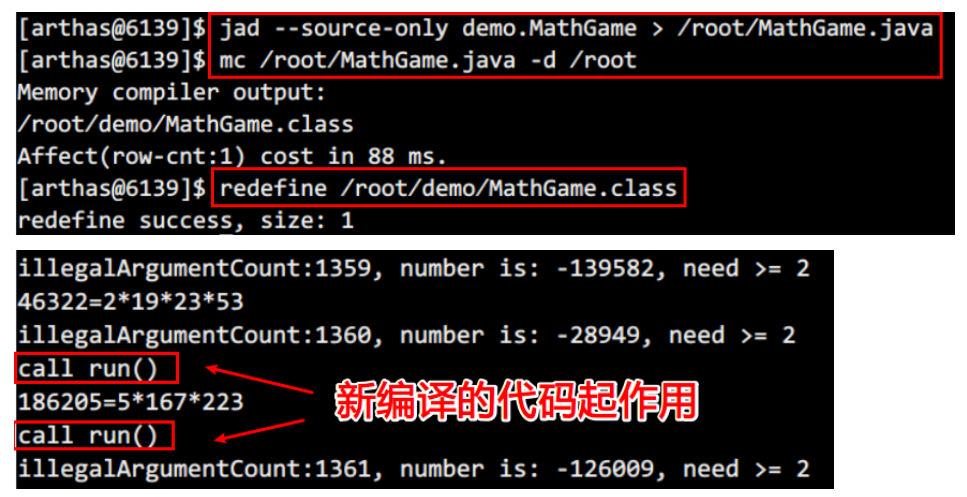 [arthas@6139]$ jad --source-only demo.MathGame > /root/MathGame.java
[arthas@6139]$ mc /root/MathGame.java -d /root
Memory compiler output:
/root/demo/MathGame.class
Affect(row-cnt:1) cost in 88 ms.
[arthas@6139]$ redefine /root/demo/MathGame.class
redefine success, size: 1
illegalArgumentCount:1359, number is: -139582, need >= 2
46322=2*19*23*53
illegalArgumentCount:1360, number is: -28949, need >= 2
call run()
186205=5*167*223
新编译的代码起作用
call run()
illegalArgumentCount:1361, number is: -126009, need >= 2